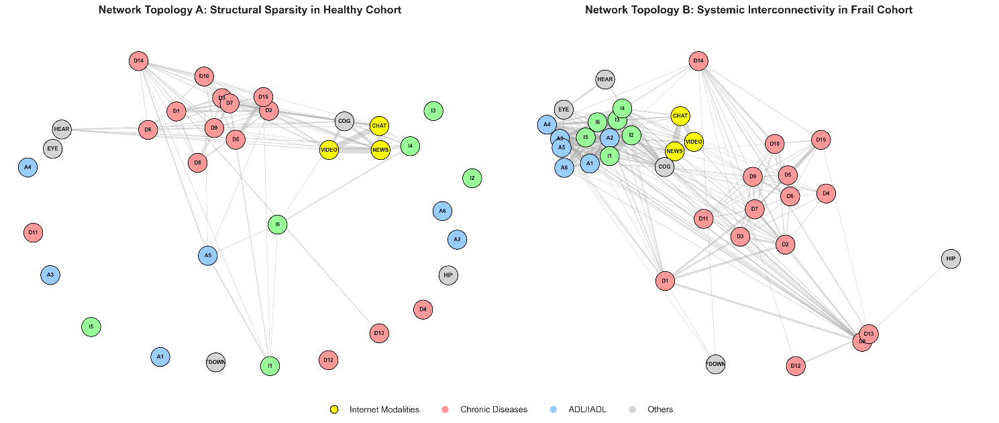 Network Topology A: Structural Sparsity in Healthy Cohort
D14
D10
D3
D7
D15
D2
D1
D9
D6
D5
D8
HEAR
EYE
A4
COG
CHAT
VIDEO
NEWS
I3
I4
I2
A6
A2
I6
A5
D11
A3
HIP
D4
I5
D13
A1
FDOWN
I1
D12
Network Topology B: Systemic Interconnectivity in Frail Cohort
D14
HEAR
EYE
I4
A4
I6
I3
CHAT
A3
I5
A2
I2
A5
NEWS
VIDEO
I1
A6
A1
COG
D10
D15
D9
D5
D6
D4
D7
D11
D3
D2
HIP
D1
D13
D8
FDOWN
D12
Internet Modalities
Chronic Diseases
ADL/IADL
Others